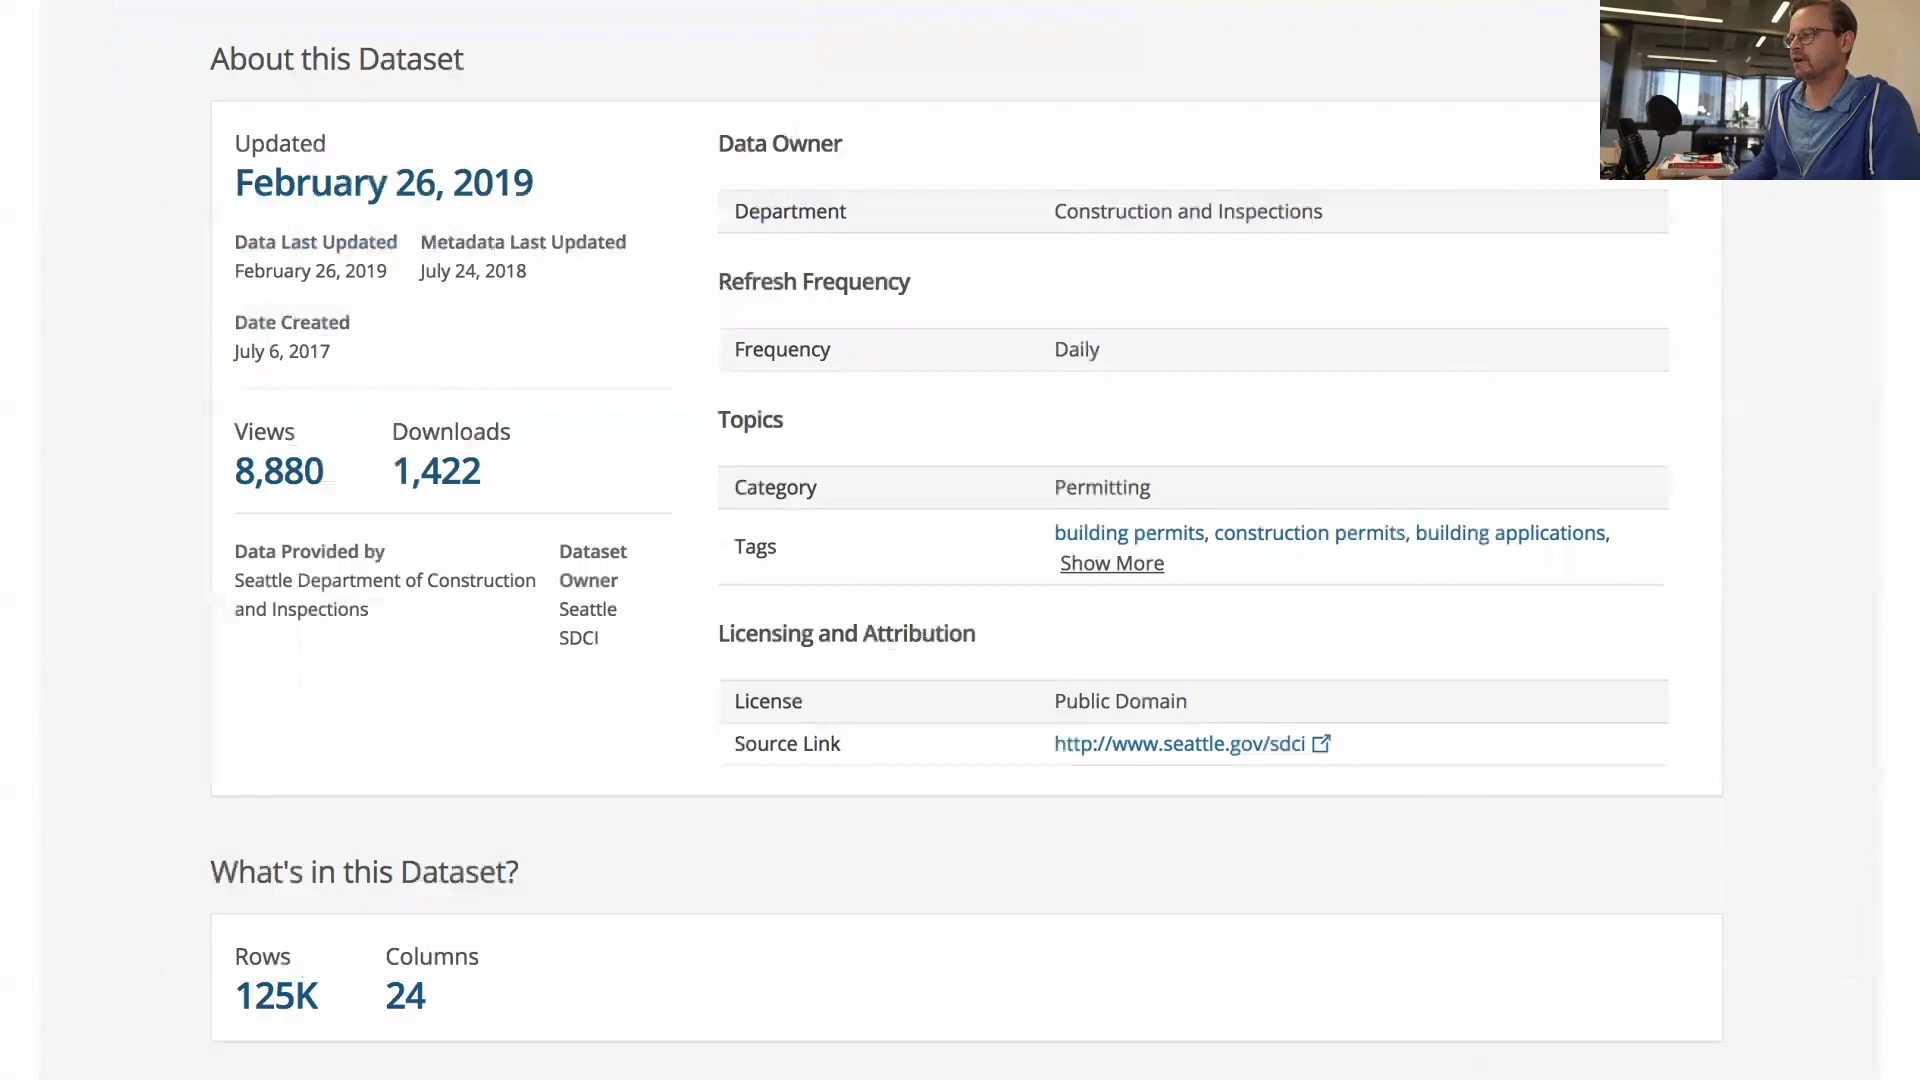 About this Dataset
Updated
February 26, 2019
Data Last Updated
February 26, 2019
Metadata Last Updated
July 24, 2018
Date Created
July 6, 2017
Views
8,880
Downloads
1,422
Data Provided by
Seattle Department of Construction
and Inspections
Dataset
Owner
Seattle
SDCI
Data Owner
Department Construction and Inspections
Refresh Frequency
Frequency Daily
Topics
Category Permitting
Tags building permits, construction permits, building applications,
Show More
Licensing and Attribution
License Public Domain
Source Link http://www.seattle.gov/sdci
What's in this Dataset?
Rows
125K
Columns
24